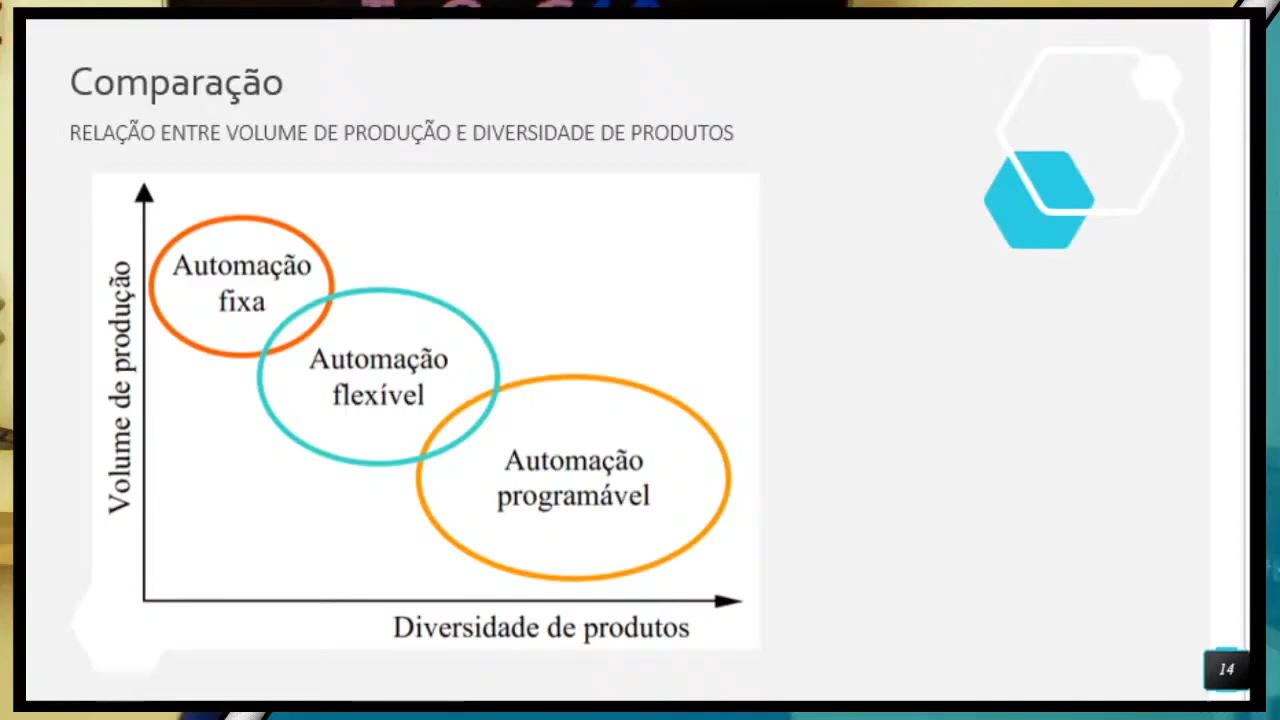 Comparação
RELAÇÃO ENTRE VOLUME DE PRODUÇÃO E DIVERSIDADE DE PRODUTOS
Volume de produção
Automação
fixa
Automação
flexível
Automação
programável
Diversidade de produtos
14